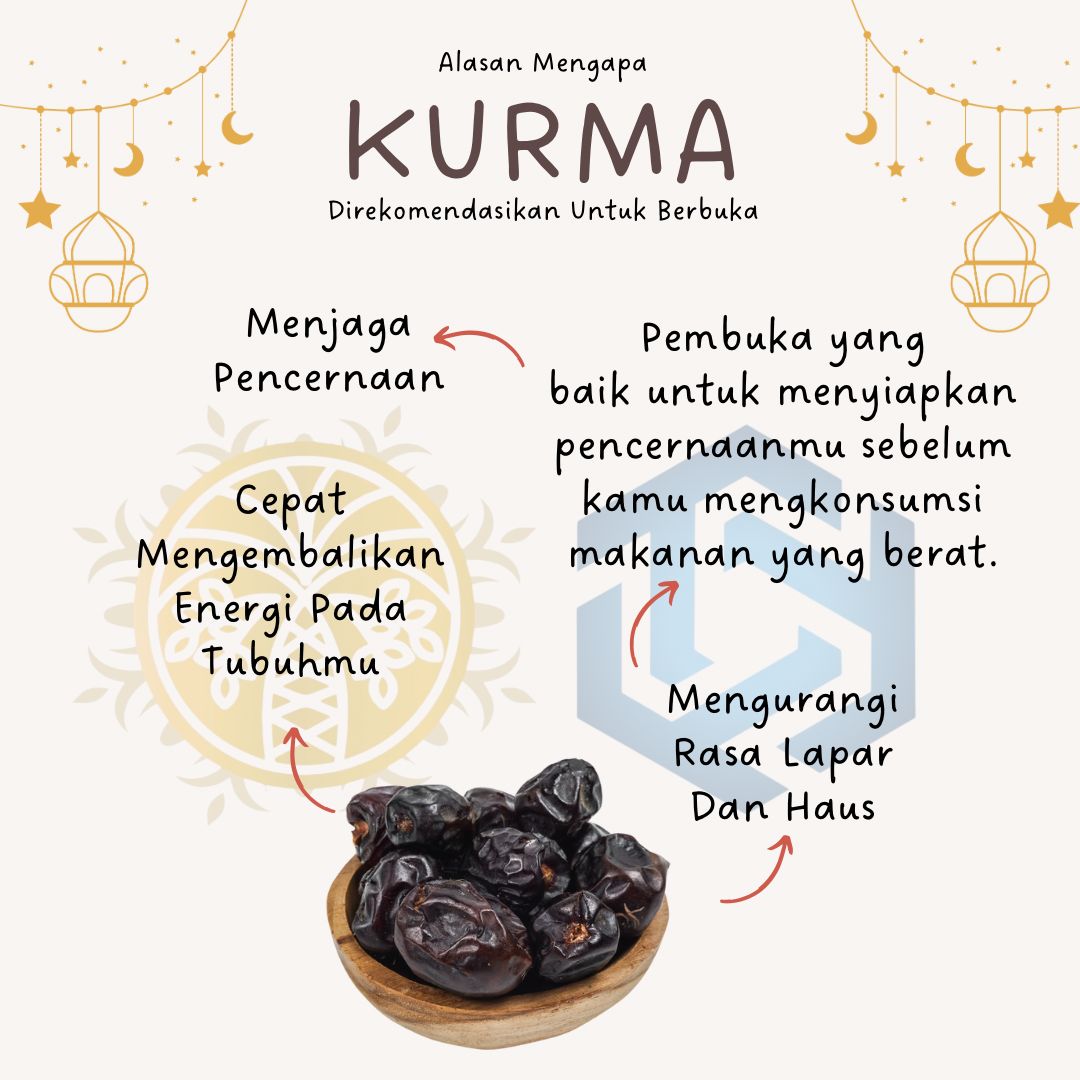 Alasan Mengapa
KURMA
Direkomendasikan Untuk Berbuka
Menjaga
Pencernaan
Pembuka yang
baik untuk menyiapkan
pencernaanmu sebelum
kamu mengkonsumsi
makanan yang berat.
Cepat
Mengembalikan
Energi Pada
Tubuhmu
Mengurangi
Rasa Lapar
Dan Haus